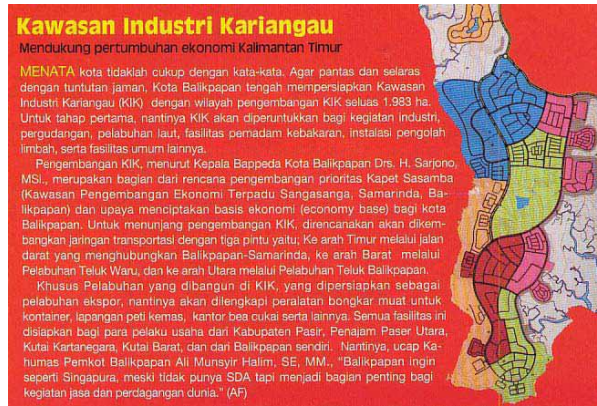 Kawasan Industri Kariangau
Mendukung pertumbuhan ekonomi Kalimantan Timur
MENATA kota tidaklah cukup dengan kata-kata. Agar pantas dan selaras
dengan tuntutan jaman, Kota Balikpapan tengah mempersiapkan Kawasan
Industri Kariangau (KIK) dengan wilayah pengembangan KIK seluas 1.983 ha.
Untuk tahap pertama, nantinya KIK akan diperuntukkan bagi kegiatan industri,
pergudangan, pelabuhan laut, fasilitas pemadam kebakaran, instalasi pengolah
limbah, serta fasilitas umum lainnya.
Pengembangan KIK, menurut Kepala Bappeda Kota Balikpapan Drs. H. Sarjono,
MSi., merupakan bagian dari rencana pengembangan prioritas Kapet Sasamba
(Kawasan Pengembangan Ekonomi Terpadu Sangasanga, Samarinda, Ba-
likpapan) dan upaya menciptakan basis ekonomi (economy base) bagi kota
Balikpapan. Untuk menunjang pengembangan KIK, direncanakan akan dikem-
bangkan jaringan transportasi dengan tiga pintu yaitu; Ke arah Timur melalui jalan
darat yang menghubungkan Balikpapan-Samarinda, ke arah Barat melalui
Pelabuhan Teluk Waru, dan ke arah Utara melalui Pelabuhan Teluk Balikpapan.
Khusus Pelabuhan yang dibangun di KIK, yang dipersiapkan sebagai
pelabuhan ekspor, nantinya akan dilengkapi peralatan bongkar muat untuk
kontainer, lapangan peti kemas, kantor bea cukai serta lainnya. Semua fasilitas ini
disiapkan bagi para pelaku usaha dari Kabupaten Pasir, Penajam Paser Utara,
Kutai Kartanegara, Kutai Barat, dan dari Balikpapan sendiri. Nantinya, ucap Ka-
humas Pemkot Balikpapan Ali Munsyir Halim, SE, MM., "Balikpapan ingin
seperti Singapura, meski tidak punya SDA tapi menjadi bagian penting bagi
kegiatan jasa dan perdagangan dunia." (AF)